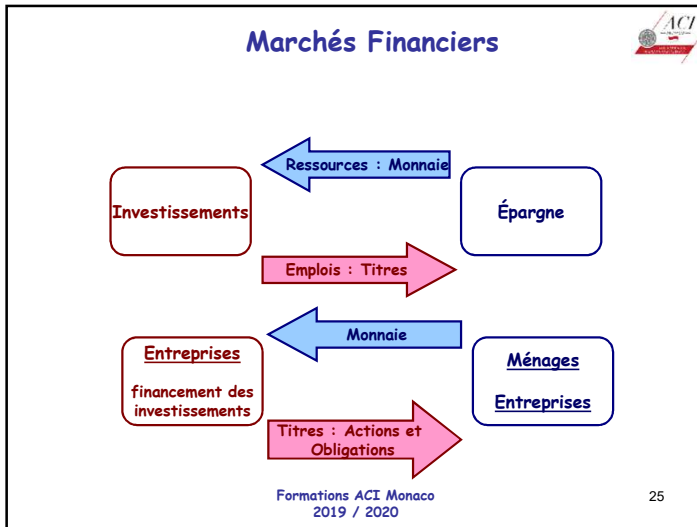 Marchés Financiers
ACI
Ressources : Monnaie
Investissements
Épargne
Emplois : Titres
Monnaie
Entreprises
financement des
investissements
Ménages
Entreprises
Titres : Actions et
Obligations
Formations ACI Monaco
2019 / 2020
25